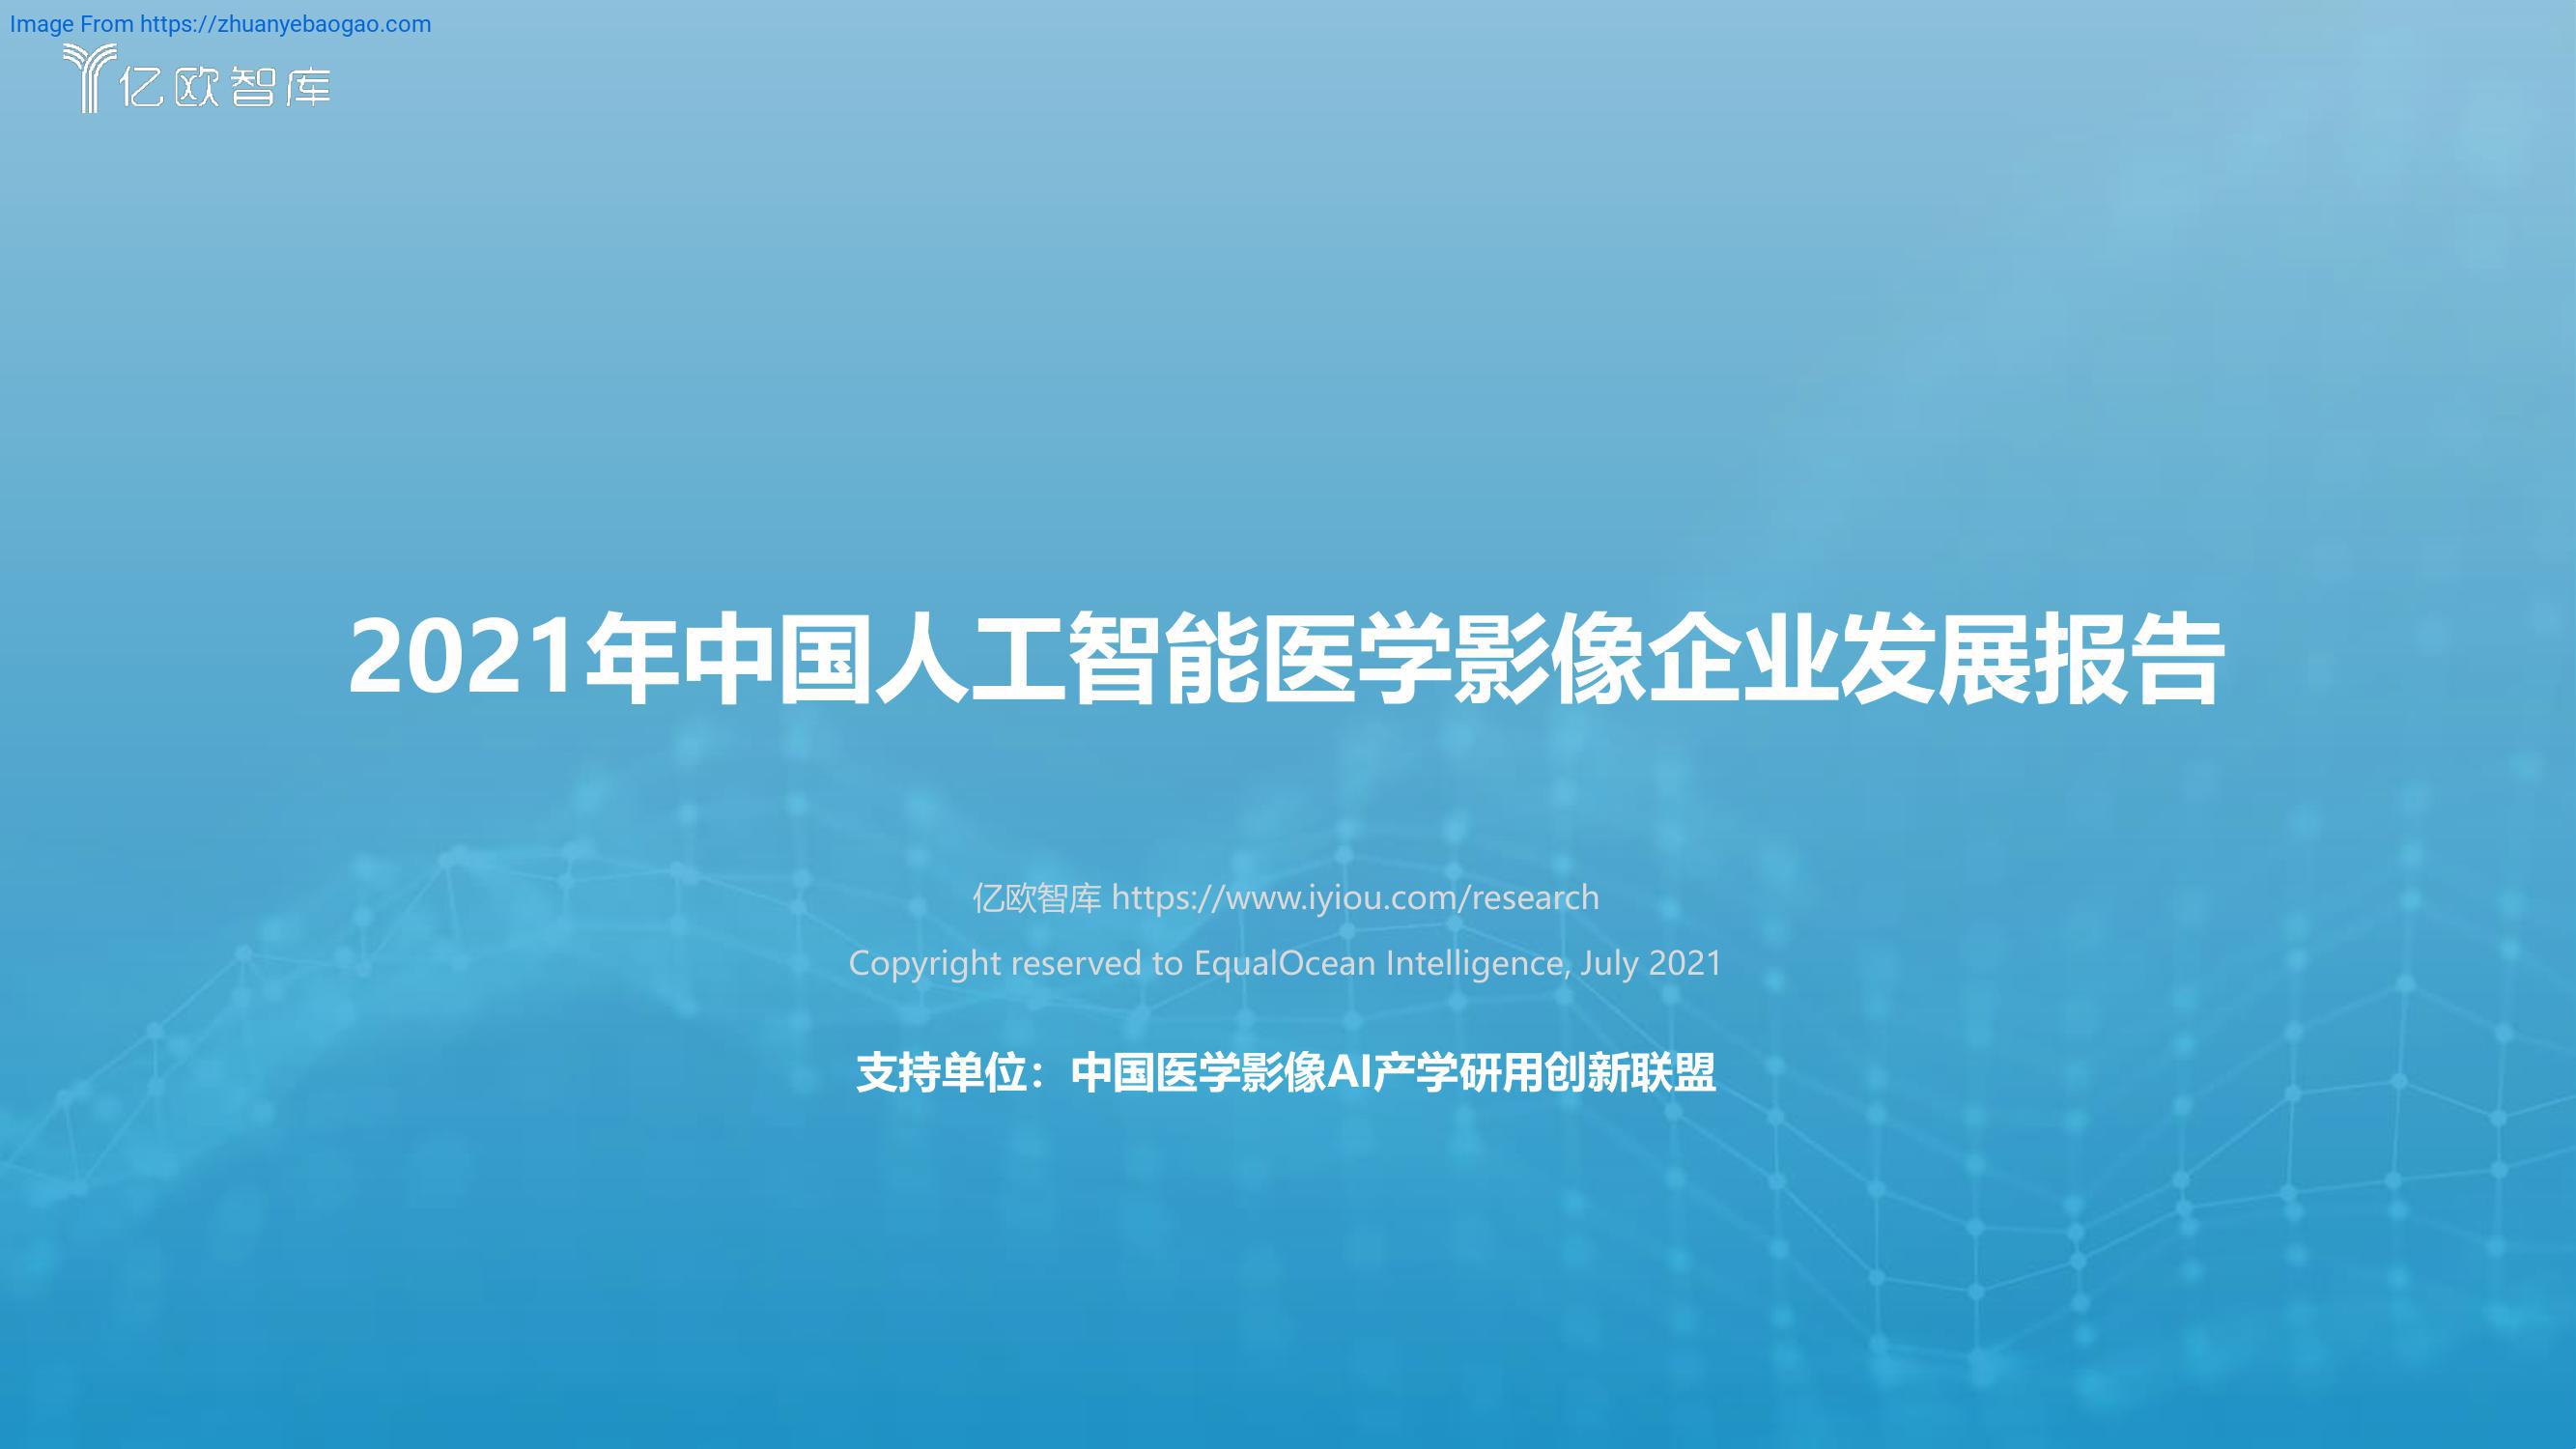 Image From https://zhuanyebaogao.com
亿欧智库
2021年中国人工智能医学影像企业发展报告
亿欧智库 https://www.iyiou.com/research
Copyright reserved to EqualOcean Intelligence, July 2021
支持单位：中国医学影像AI产学研用创新联盟